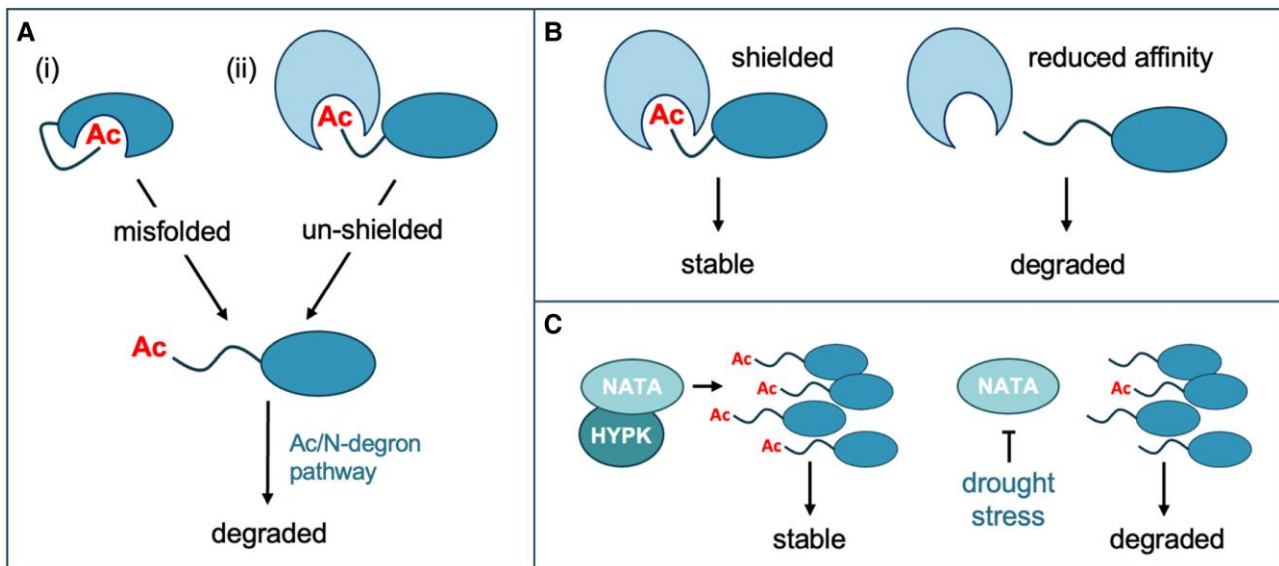 A
(i)
(ii)
Ac
Ac
misfolded
un-shielded
Ac
Ac/N-degron
pathway
degraded
B
shielded
reduced affinity
Ac
stable
degraded
C
NATA
HYPK
Ac
Ac
Ac
Ac
stable
NATA
drought
stress
Ac
degraded